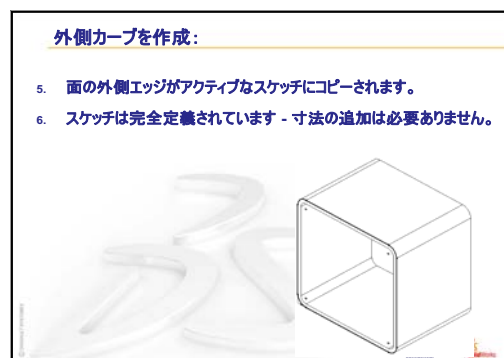 外側カーブを作成:
5. 面の外側エッジがアクティブなスケッチにコピーされます。
6. スケッチは完全定義されています - 寸法の追加は必要ありません。